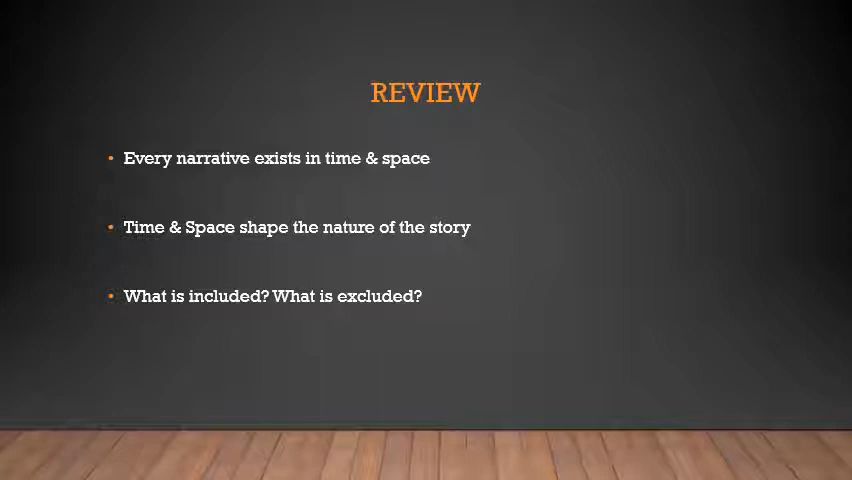 REVIEW
• Every narrative exists in time & space
• Time & Space shape the nature of the story
• What is included? What is excluded?